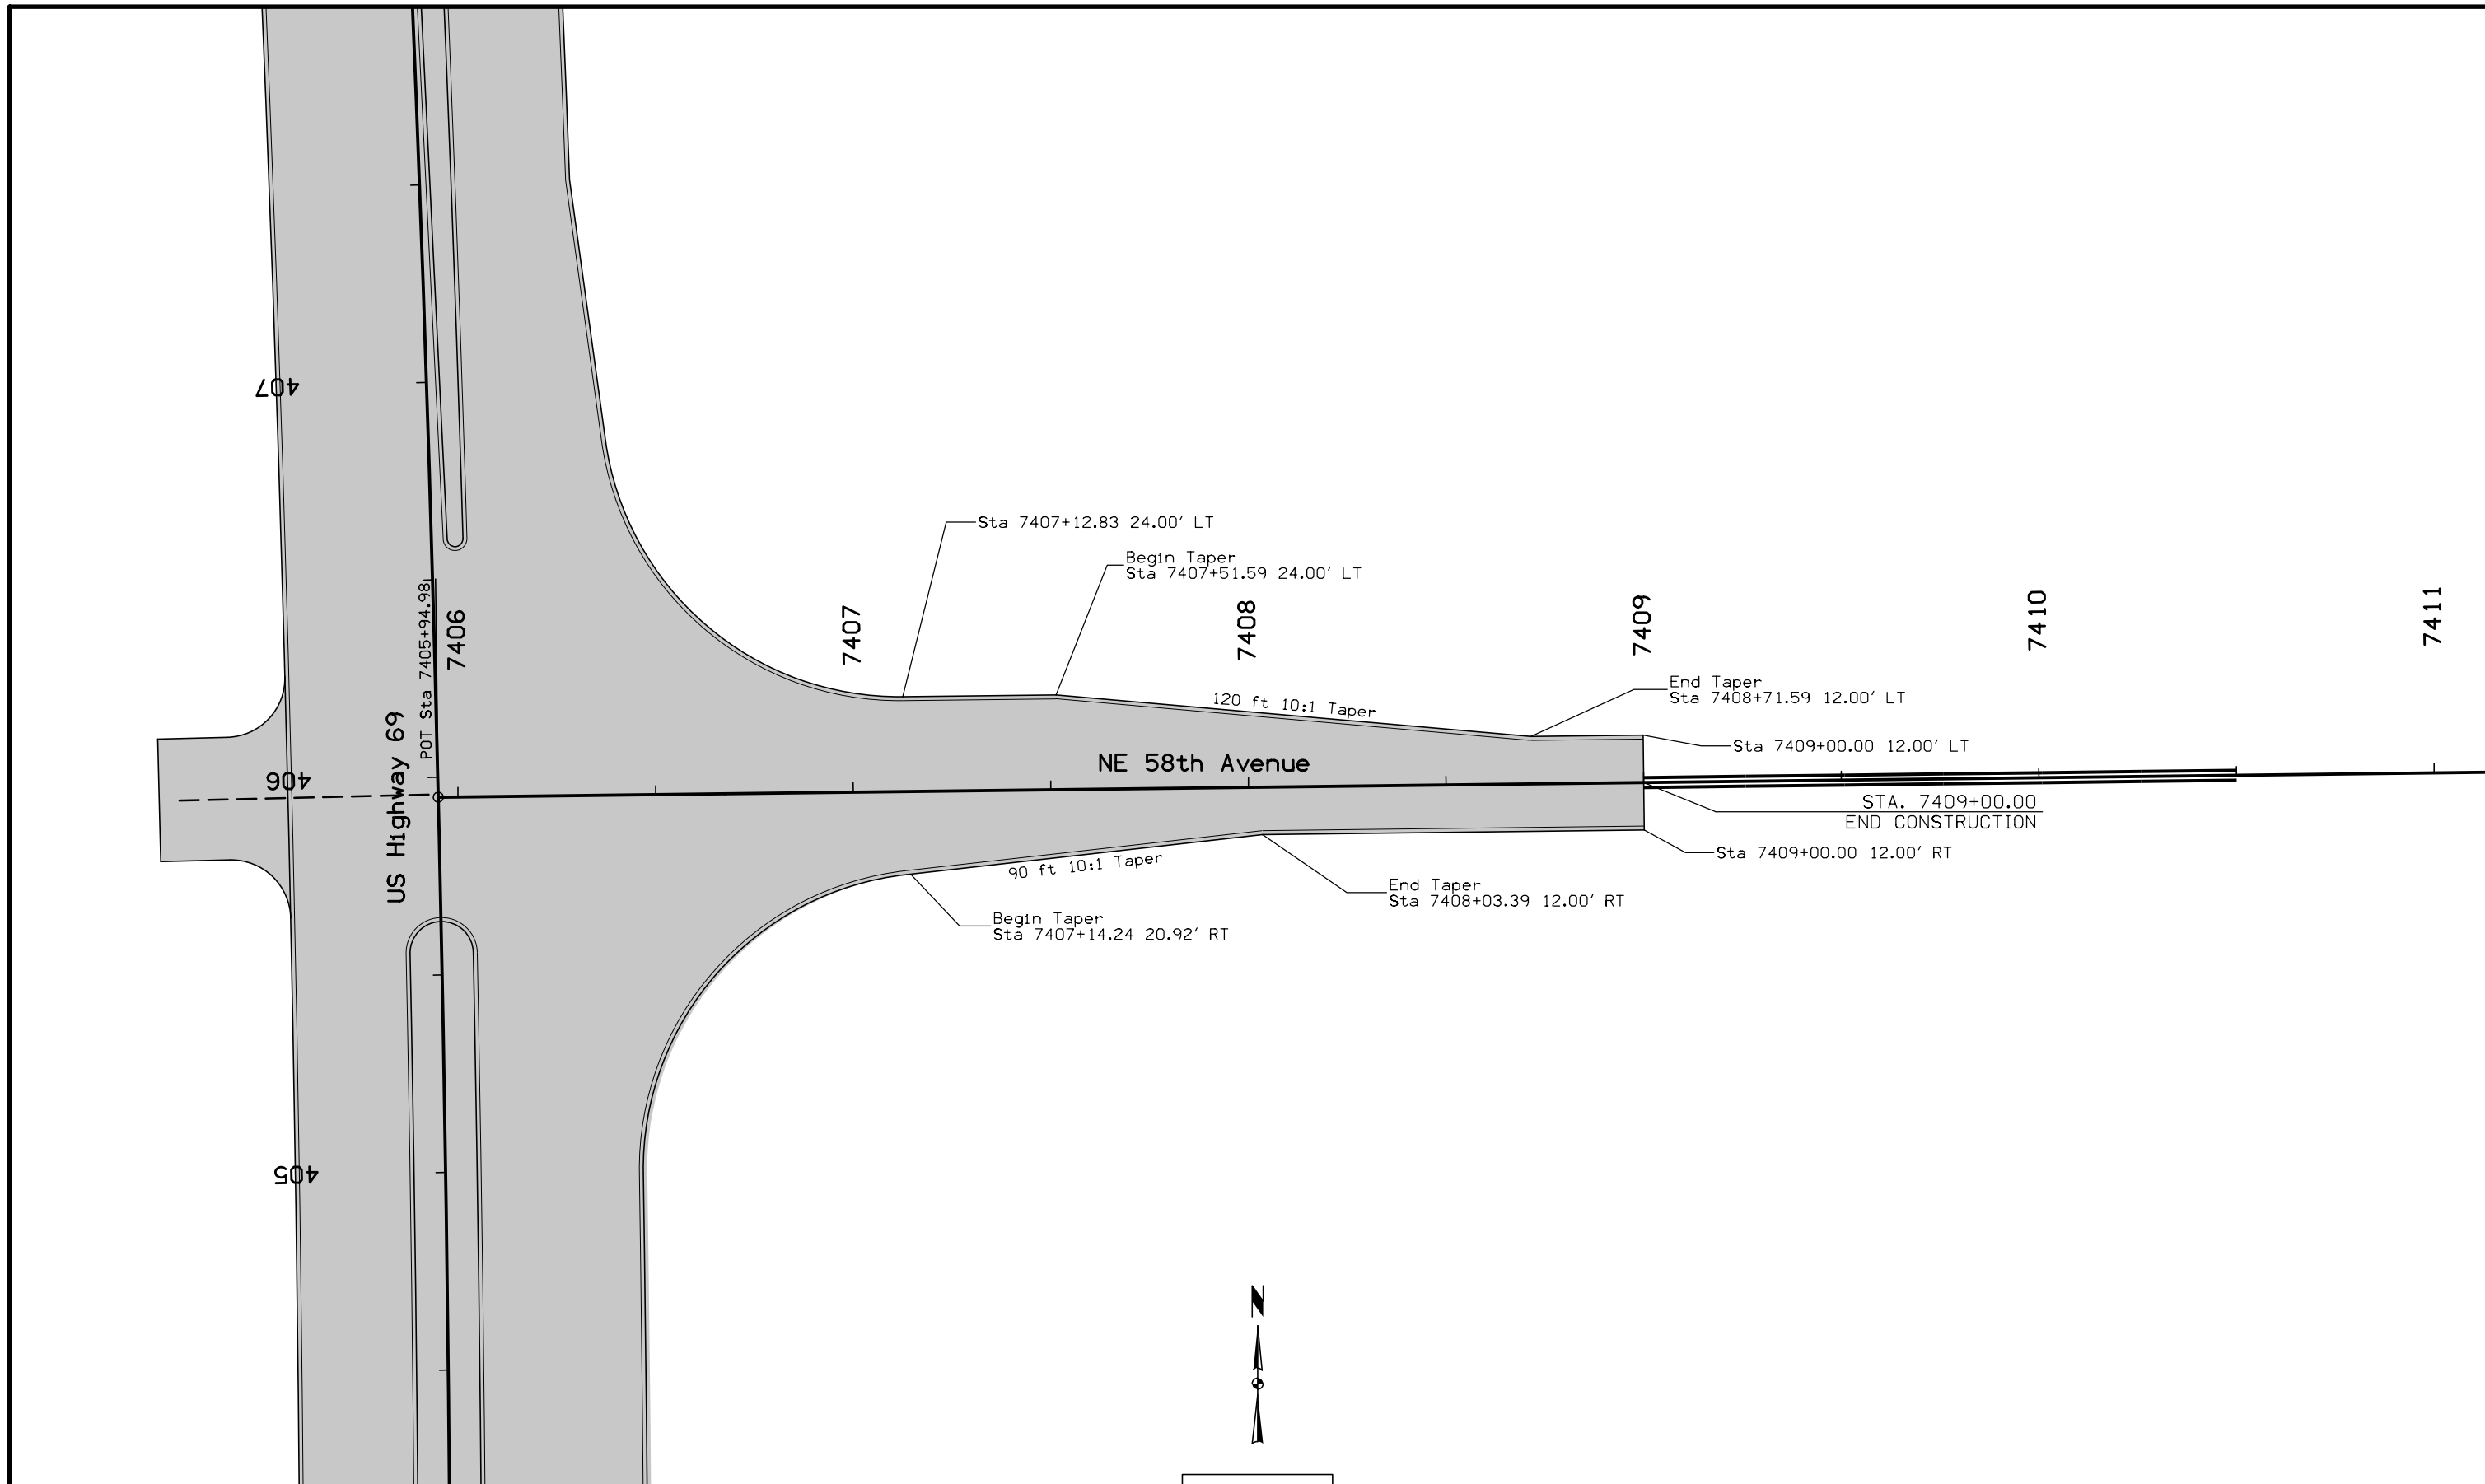 407
Sta 7407+12.83 24.00' LT
Begin Taper
Sta 7407+51.59 24.00' LT
POT Sta 7405+94.98
7406
7407
7408
7409
7410
7411
End Taper
Sta 7408+71.59 12.00' LT
120 ft 10:1 Taper
Sta 7409+00.00 12.00' LT
NE 58th Avenue
406
US Highway 69
STA. 7409+00.00
END CONSTRUCTION
Sta 7409+00.00 12.00' RT
90 ft 10:1 Taper
End Taper
Sta 7408+03.39 12.00' RT
Begin Taper
Sta 7407+14.24 20.92' RT
405
N